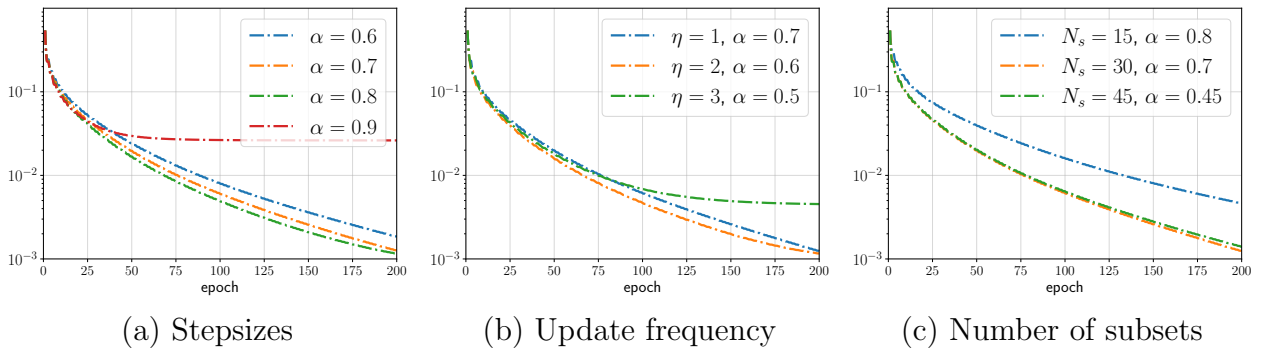 α = 0.6
α = 0.7
α = 0.8
α = 0.9
10⁻¹
10⁻²
10⁻³
0 25 50 75 100 125 150 175 200
epoch
(a) Stepsizes
η = 1, α = 0.7
η = 2, α = 0.6
η = 3, α = 0.5
10⁻¹
10⁻²
10⁻³
0 25 50 75 100 125 150 175 200
epoch
(b) Update frequency
Nₛ = 15, α = 0.8
Nₛ = 30, α = 0.7
Nₛ = 45, α = 0.45
10⁻¹
10⁻²
10⁻³
0 25 50 75 100 125 150 175 200
epoch
(c) Number of subsets